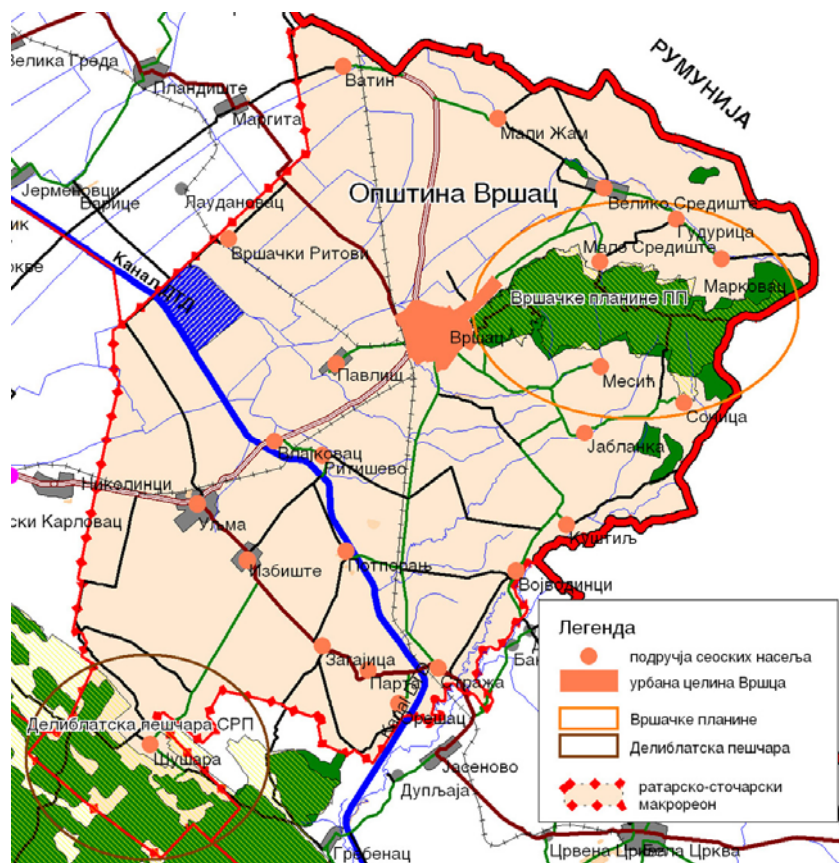 Велика Греда
Пландиште
Маргита
Ватин
РУМУНИЈА
Мали Жам
Јерменовци
Барице
Лаудановац
Општина Вршац
Велико Средиште
Гудурица
Вршачки Ритови
Мало Средиште
Марковац
Канал ДТД
Вршачке планине ПП
Вршац
Павлиш
Месић
Сочица
Јабланка
Влајковац
Ритишево
Николинци
Уљма
Куштиљ
Избиште
Потпорањ
Војводинци
Загајица
Парта
Стража
Делиблатска пешчара СРП
Шушара
Јасеново
Дупљаја
Гребенац
Црвена Црква
Бела Црква
Легенда
подручја сеоских насеља
урбана целина Вршца
Вршачке планине
Делиблатска пешчара
ратарско-сточарски
макрореон